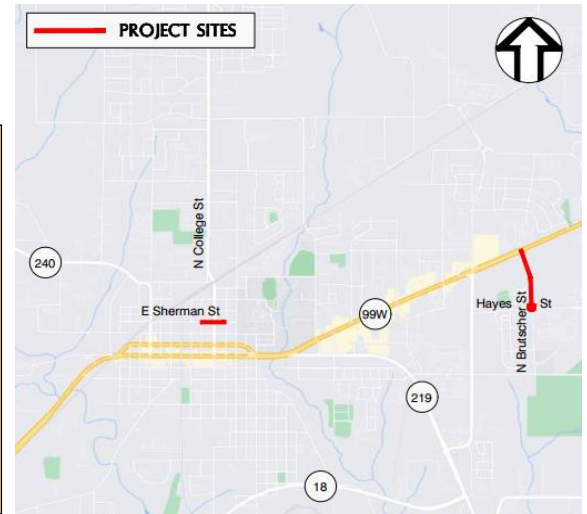 PROJECT SITES
N College St
240
E Sherman St
99W
Hayes
St
N Brutscher St
219
18